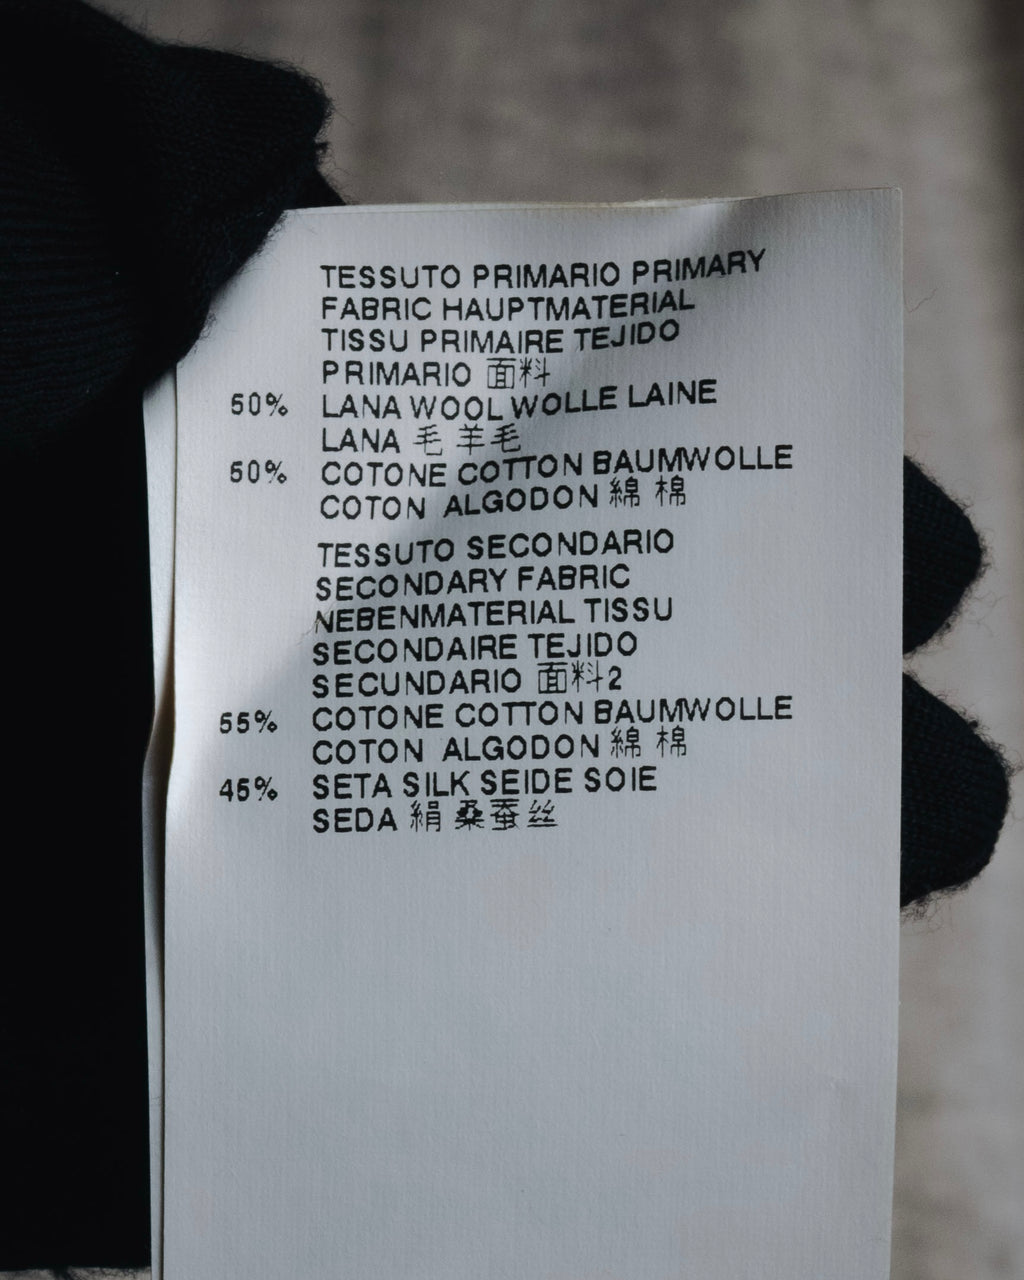 TESSUTO PRIMARIO PRIMARY
FABRIC HAUPTMATERIAL
TISSU PRIMAIRE TEJIDO
PRIMARIO 面料
50% LANA WOOL WOLLE LAINE
LANA 毛 羊毛
50% COTONE COTTON BAUMWOLLE
COTON ALGODON 綿 棉
TESSUTO SECONDARIO
SECONDARY FABRIC
NEBENMATERIAL TISSU
SECONDAIRE TEJIDO
SECUNDARIO 面料2
55% COTONE COTTON BAUMWOLLE
COTON ALGODON 綿 棉
45% SETA SILK SEIDE SOIE
SEDA 絹 桑蚕丝